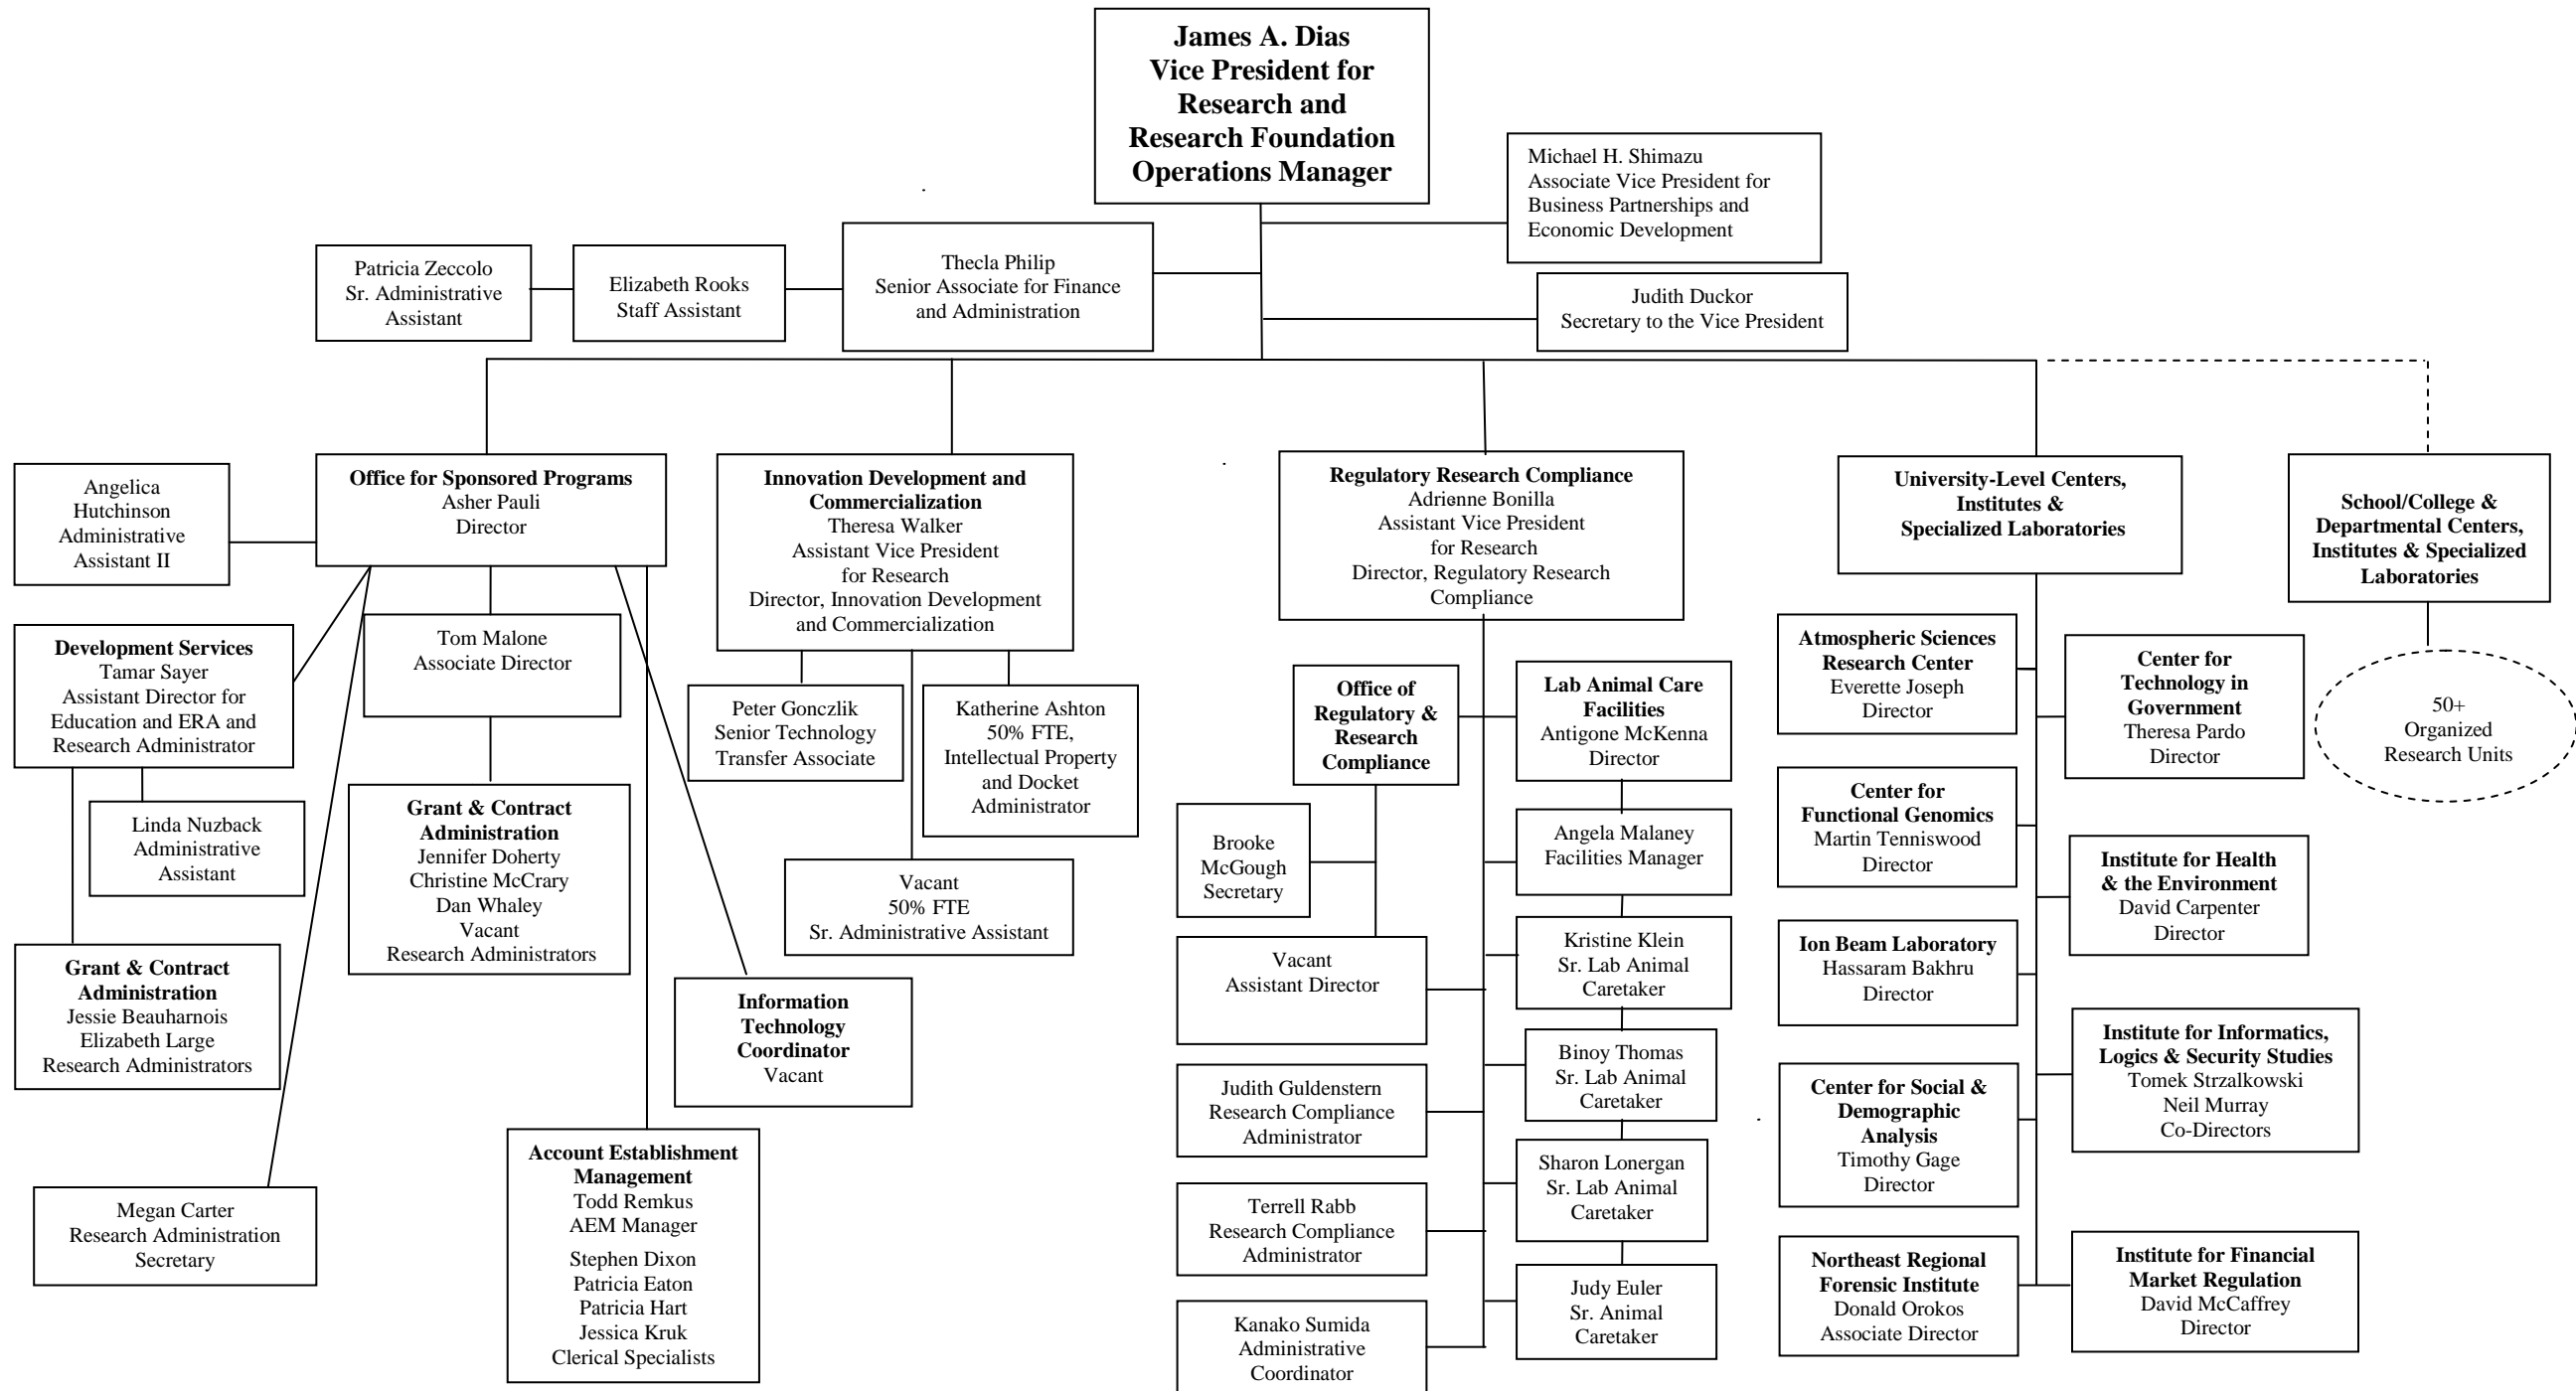 James A. Dias
Vice President for
Research and
Research Foundation
Operations Manager
Michael H. Shimazu
Associate Vice President for
Business Partnerships and
Economic Development
Patricia Zeccolo
Sr. Administrative
Assistant
Elizabeth Rooks
Staff Assistant
Thecla Philip
Senior Associate for Finance
and Administration
Judith Duckor
Secretary to the Vice President
Angelica
Hutchinson
Administrative
Assistant II
Office for Sponsored Programs
Asher Pauli
Director
Innovation Development and
Commercialization
Theresa Walker
Assistant Vice President
for Research
Director, Innovation Development
and Commercialization
Regulatory Research Compliance
Adrienne Bonilla
Assistant Vice President
for Research
Director, Regulatory Research
Compliance
University-Level Centers,
Institutes &
Specialized Laboratories
School/College &
Departmental Centers,
Institutes & Specialized
Laboratories
Development Services
Tamar Sayer
Assistant Director for
Education and ERA and
Research Administrator
Tom Malone
Associate Director
Linda Nuzback
Administrative
Assistant
Grant & Contract
Administration
Jennifer Doherty
Christine McCrary
Dan Whaley
Vacant
Research Administrators
Grant & Contract
Administration
Jessie Beauharnois
Elizabeth Large
Research Administrators
Megan Carter
Research Administration
Secretary
Account Establishment
Management
Todd Remkus
AEM Manager
Stephen Dixon
Patricia Eaton
Patricia Hart
Jessica Kruk
Clerical Specialists
Information
Technology
Coordinator
Vacant
Peter Gonczlik
Senior Technology
Transfer Associate
Katherine Ashton
50% FTE,
Intellectual Property
and Docket
Administrator
Vacant
50% FTE
Sr. Administrative Assistant
Office of
Regulatory &
Research
Compliance
Brooke
McGough
Secretary
Vacant
Assistant Director
Judith Guldenstern
Research Compliance
Administrator
Terrell Rabb
Research Compliance
Administrator
Kanako Sumida
Administrative
Coordinator
Lab Animal Care
Facilities
Antigone McKenna
Director
Angela Malaney
Facilities Manager
Kristine Klein
Sr. Lab Animal
Caretaker
Binoy Thomas
Sr. Lab Animal
Caretaker
Sharon Lonergan
Sr. Lab Animal
Caretaker
Judy Euler
Sr. Animal
Caretaker
Atmospheric Sciences
Research Center
Everette Joseph
Director
Center for
Functional Genomics
Martin Tenniswood
Director
Ion Beam Laboratory
Hassaram Bakhru
Director
Center for Social &
Demographic
Analysis
Timothy Gage
Director
Northeast Regional
Forensic Institute
Donald Orokos
Associate Director
Center for
Technology in
Government
Theresa Pardo
Director
Institute for Health
& the Environment
David Carpenter
Director
Institute for Informatics,
Logics & Security Studies
Tomek Strzalkowski
Neil Murray
Co-Directors
Institute for Financial
Market Regulation
David McCaffrey
Director
50+
Organized
Research Units